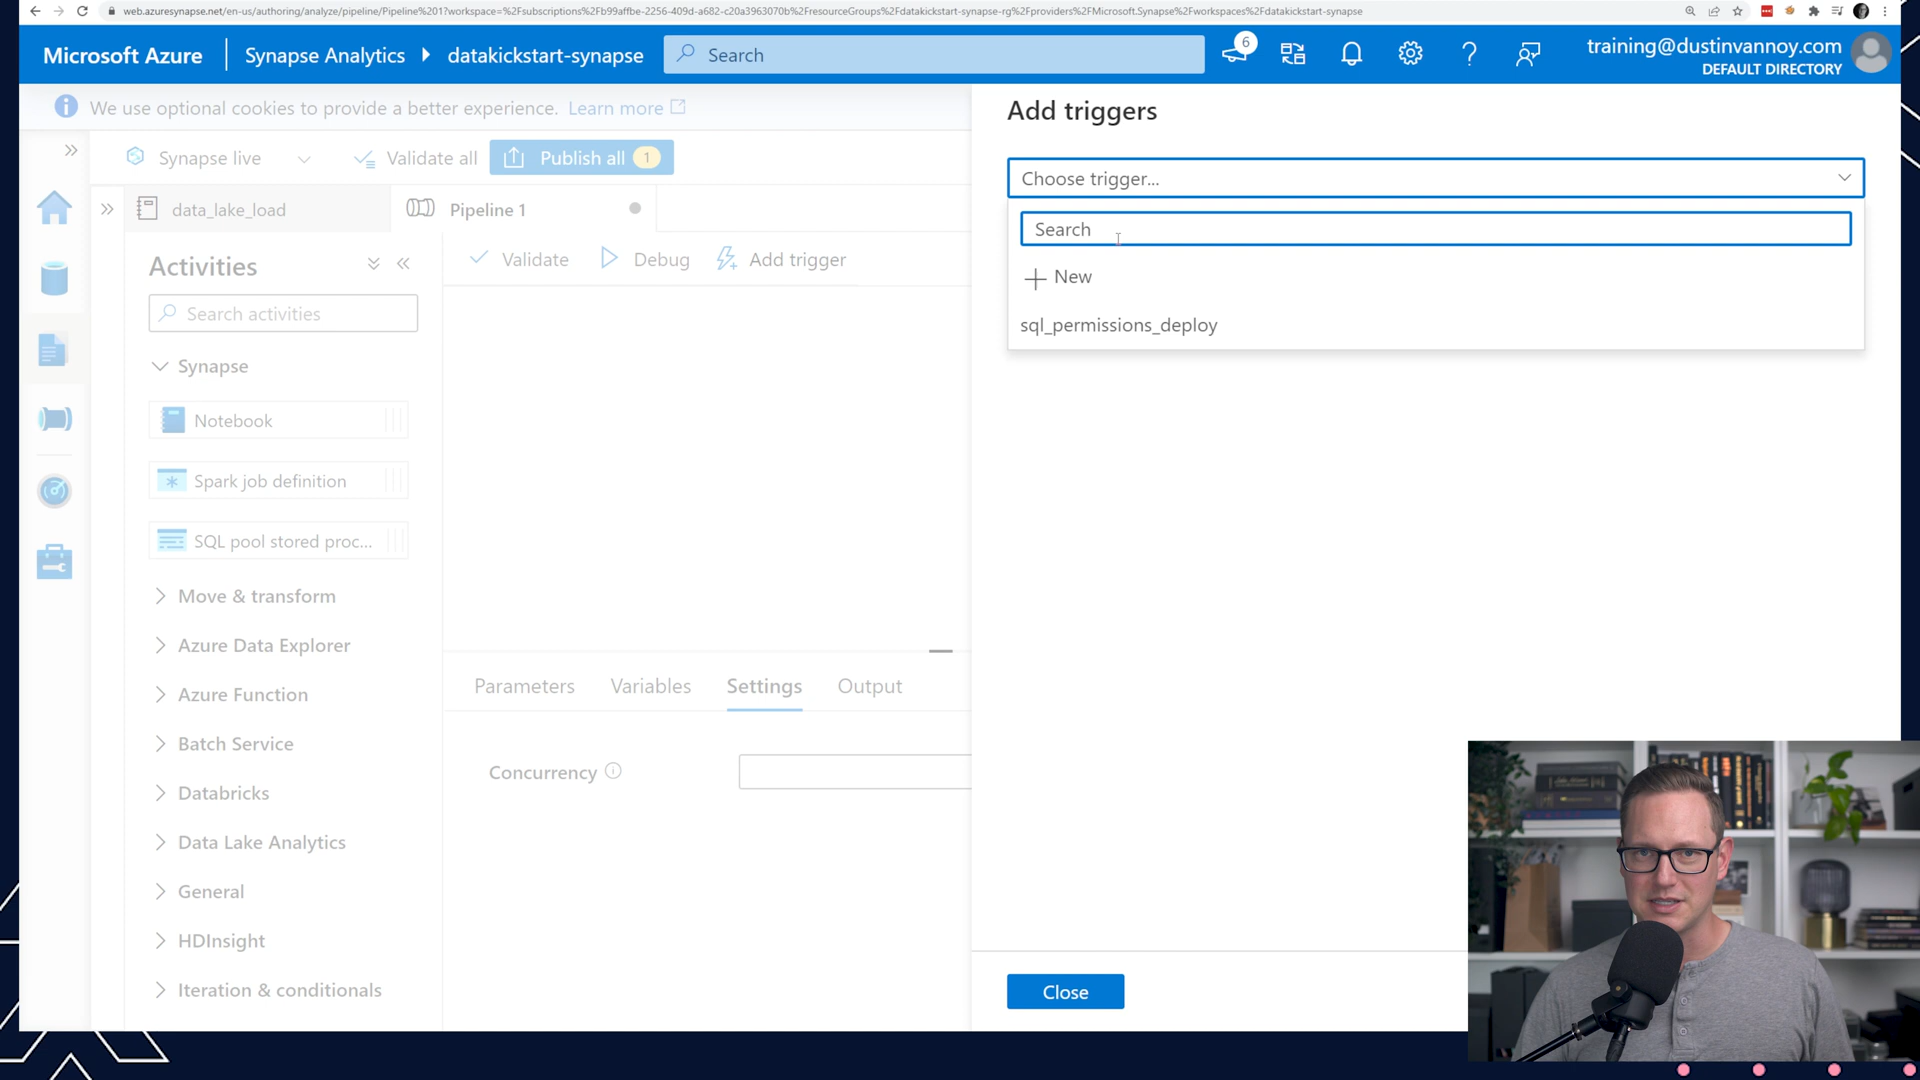 web.azuresynapse.net/en-us/authoring/analyze/pipeline/Pipeline%201?workspace=%2Fsubscriptions%2Fb99affbe-2256-409d-a682-c20a3963070b%2FresourceGroups%2Fdatakickstart-synapse-rg%2Fproviders%2FMicrosoft.Synapse%2Fworkspaces%2Fdatakickstart-synapse
Microsoft Azure
Synapse Analytics
datakickstart-synapse
Search
6
training@dustinvannoy.com
DEFAULT DIRECTORY
We use optional cookies to provide a better experience. Learn more
Synapse live
Validate all
Publish all 1
data_lake_load
Pipeline 1
Activities
Search activities
Synapse
Notebook
Spark job definition
SQL pool stored proc...
Move & transform
Azure Data Explorer
Azure Function
Batch Service
Databricks
Data Lake Analytics
General
HDInsight
Iteration & conditionals
Validate
Debug
Add trigger
Parameters
Variables
Settings
Output
Concurrency
Add triggers
Choose trigger...
Search
New
sql_permissions_deploy
Close